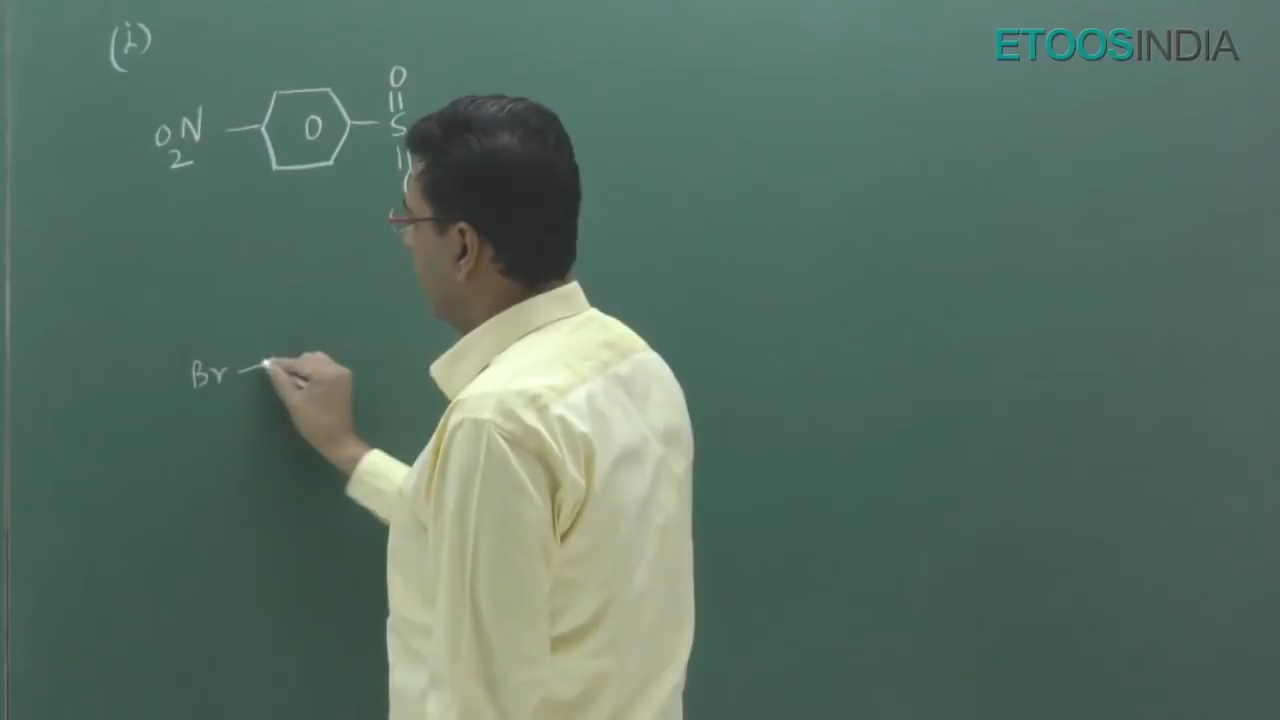 ETOOSINDIA
(i)
O
O₂N S
Br